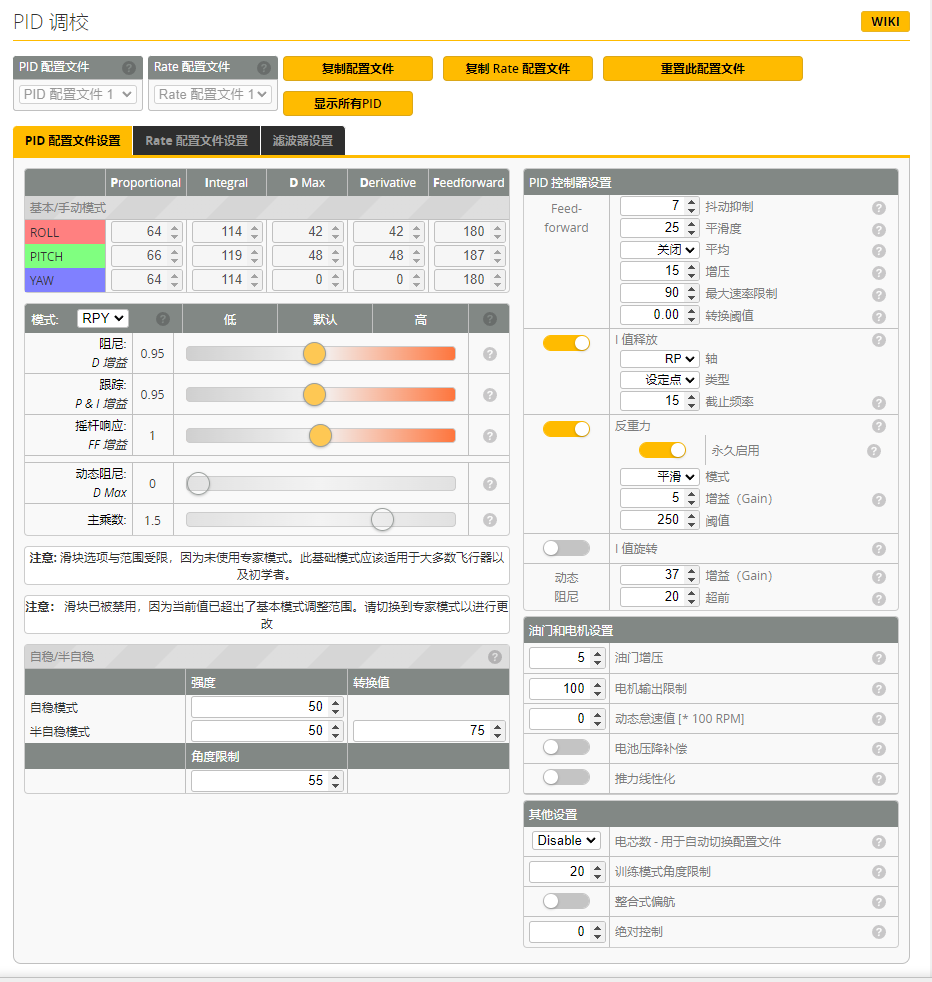 PID 调校
WIKI
PID 配置文件
Rate 配置文件
复制配置文件
复制 Rate 配置文件
重置此配置文件
PID 配置文件 1
Rate 配置文件 1
显示所有PID
PID 配置文件设置
Rate 配置文件设置
滤波器设置
Proportional Integral D Max Derivative Feedforward
基本/手动模式
ROLL 64 114 42 42 180
PITCH 66 119 48 48 187
YAW 64 114 0 0 180
模式: RPY 低 默认 高
阻尼:
D 增益
0.95
跟踪:
P & I 增益
0.95
摇杆响应:
FF 增益
1
动态阻尼:
D Max
0
主乘数: 1.5
注意: 滑块选项与范围受限，因为未使用专家模式。此基础模式应该适用于大多数飞行器以
及初学者。
注意： 滑块已被禁用，因为当前值已超出了基本模式调整范围。请切换到专家模式以进行更
改
自稳/半自稳
强度 转换值
自稳模式 50
半自稳模式 50 75
角度限制
55
PID 控制器设置
Feed-
forward
7 抖动抑制
25 平滑度
关闭 平均
15 增压
90 最大速率限制
0.00 转换阈值
I 值释放
RP 轴
设定点 类型
15 截止频率
反重力
永久启用
平滑 模式
5 增益（Gain）
250 阈值
I 值旋转
动态
阻尼
37 增益（Gain）
20 超前
油门和电机设置
5 油门增压
100 电机输出限制
0 动态怠速值 [* 100 RPM]
电池压降补偿
推力线性化
其他设置
Disable 电芯数 - 用于自动切换配置文件
20 训练模式角度限制
整合式偏航
0 绝对控制